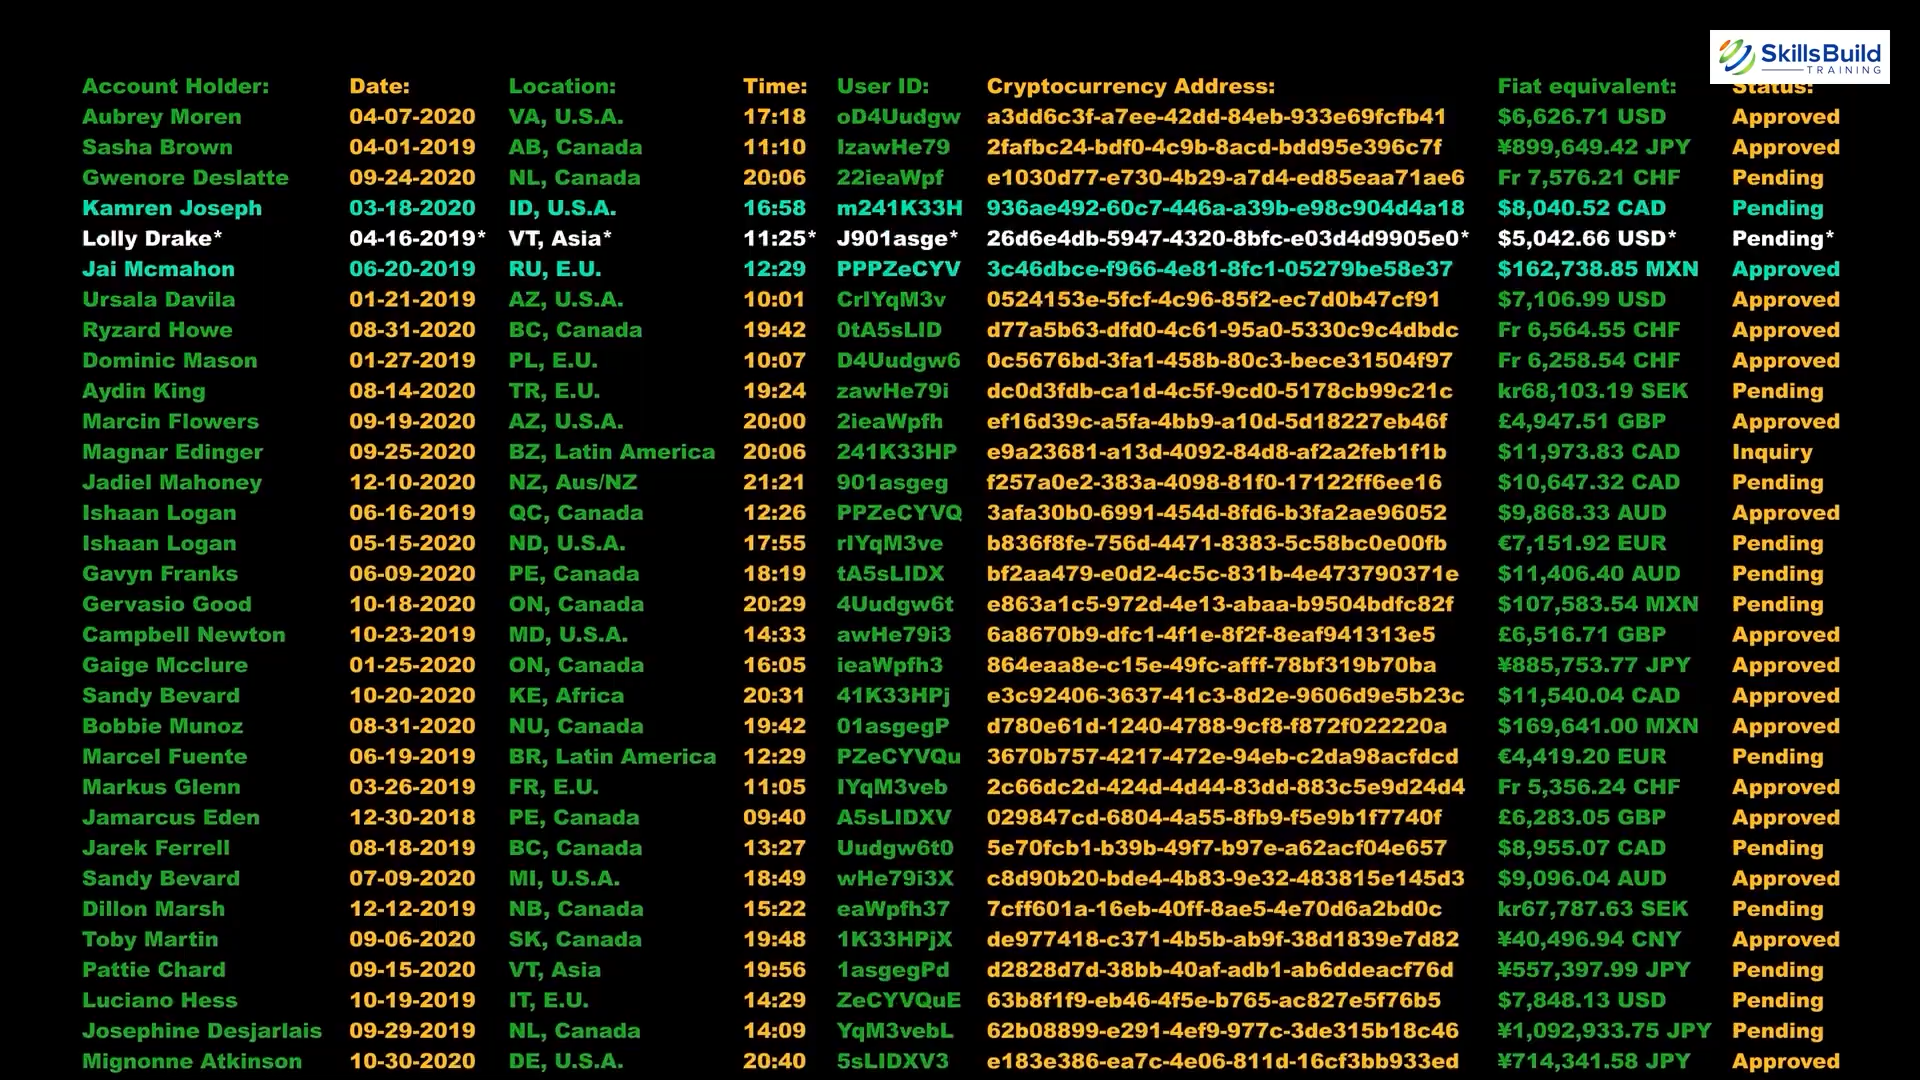 SkillsBuild
TRAINING
Account Holder: Date: Location: Time: User ID: Cryptocurrency Address: Fiat equivalent: Status:
Aubrey Moren 04-07-2020 VA, U.S.A. 17:18 oD4Uudgw a3dd6c3f-a7ee-42dd-84eb-933e69fcfb41 $6,626.71 USD Approved
Sasha Brown 04-01-2019 AB, Canada 11:10 IzawHe79 2fafbc24-bdf0-4c9b-8acd-bdd95e396c7f ¥899,649.42 JPY Approved
Gwenore Deslatte 09-24-2020 NL, Canada 20:06 22ieaWpf e1030d77-e730-4b29-a7d4-ed85eaa71ae6 Fr 7,576.21 CHF Pending
Kamren Joseph 03-18-2020 ID, U.S.A. 16:58 m241K33H 936ae492-60c7-446a-a39b-e98c904d4a18 $8,040.52 CAD Pending
Lolly Drake* 04-16-2019* VT, Asia* 11:25* J901asge* 26d6e4db-5947-4320-8bfc-e03d4d9905e0* $5,042.66 USD* Pending*
Jai Mcmahon 06-20-2019 RU, E.U. 12:29 PPPZeCYV 3c46dbce-f966-4e81-8fc1-05279be58e37 $162,738.85 MXN Approved
Ursala Davila 01-21-2019 AZ, U.S.A. 10:01 CrIYqM3v 0524153e-5fcf-4c96-85f2-ec7d0b47cf91 $7,106.99 USD Approved
Ryzard Howe 08-31-2020 BC, Canada 19:42 0tA5sLID d77a5b63-dfd0-4c61-95a0-5330c9c4dbdc Fr 6,564.55 CHF Approved
Dominic Mason 01-27-2019 PL, E.U. 10:07 D4Uudgw6 0c5676bd-3fa1-458b-80c3-bece31504f97 Fr 6,258.54 CHF Approved
Aydin King 08-14-2020 TR, E.U. 19:24 zawHe79i dc0d3fdb-ca1d-4c5f-9cd0-5178cb99c21c kr68,103.19 SEK Pending
Marcin Flowers 09-19-2020 AZ, U.S.A. 20:00 2ieaWpfh ef16d39c-a5fa-4bb9-a10d-5d18227eb46f £4,947.51 GBP Approved
Magnar Edinger 09-25-2020 BZ, Latin America 20:06 241K33HP e9a23681-a13d-4092-84d8-af2a2feb1f1b $11,973.83 CAD Inquiry
Jadiel Mahoney 12-10-2020 NZ, Aus/NZ 21:21 901asgeg f257a0e2-383a-4098-81f0-17122ff6ee16 $10,647.32 CAD Pending
Ishaan Logan 06-16-2019 QC, Canada 12:26 PPZeCYVQ 3afa30b0-6991-454d-8fd6-b3fa2ae96052 $9,868.33 AUD Approved
Ishaan Logan 05-15-2020 ND, U.S.A. 17:55 rIYqM3ve b836f8fe-756d-4471-8383-5c58bc0e00fb €7,151.92 EUR Pending
Gavyn Franks 06-09-2020 PE, Canada 18:19 tA5sLIDX bf2aa479-e0d2-4c5c-831b-4e473790371e $11,406.40 AUD Pending
Gervasio Good 10-18-2020 ON, Canada 20:29 4Uudgw6t e863a1c5-972d-4e13-abaa-b9504bdfc82f $107,583.54 MXN Pending
Campbell Newton 10-23-2019 MD, U.S.A. 14:33 awHe79i3 6a8670b9-dfc1-4f1e-8f2f-8eaf941313e5 £6,516.71 GBP Approved
Gaige Mcclure 01-25-2020 ON, Canada 16:05 ieaWpfh3 864eaa8e-c15e-49fc-afff-78bf319b70ba ¥885,753.77 JPY Approved
Sandy Bevard 10-20-2020 KE, Africa 20:31 41K33HPj e3c92406-3637-41c3-8d2e-9606d9e5b23c $11,540.04 CAD Approved
Bobbie Munoz 08-31-2020 NU, Canada 19:42 01asgegP d780e61d-1240-4788-9cf8-f872f022220a $169,641.00 MXN Approved
Marcel Fuente 06-19-2019 BR, Latin America 12:29 PZeCYVQu 3670b757-4217-472e-94eb-c2da98acfdcd €4,419.20 EUR Pending
Markus Glenn 03-26-2019 FR, E.U. 11:05 IYqM3veb 2c66dc2d-424d-4d44-83dd-883c5e9d24d4 Fr 5,356.24 CHF Approved
Jamarcus Eden 12-30-2018 PE, Canada 09:40 A5sLIDXV 029847cd-6804-4a55-8fb9-f5e9b1f7740f £6,283.05 GBP Approved
Jarek Ferrell 08-18-2019 BC, Canada 13:27 Uudgw6t0 5e70fcb1-b39b-49f7-b97e-a62acf04e657 $8,955.07 CAD Pending
Sandy Bevard 07-09-2020 MI, U.S.A. 18:49 wHe79i3X c8d90b20-bde4-4b83-9e32-483815e145d3 $9,096.04 AUD Approved
Dillon Marsh 12-12-2019 NB, Canada 15:22 eaWpfh37 7cff601a-16eb-40ff-8ae5-4e70d6a2bd0c kr67,787.63 SEK Pending
Toby Martin 09-06-2020 SK, Canada 19:48 1K33HPjX de977418-c371-4b5b-ab9f-38d1839e7d82 ¥40,496.94 CNY Approved
Pattie Chard 09-15-2020 VT, Asia 19:56 1asgegPd d2828d7d-38bb-40af-adb1-ab6ddeacf76d ¥557,397.99 JPY Pending
Luciano Hess 10-19-2019 IT, E.U. 14:29 ZeCYVQuE 63b8f1f9-eb46-4f5e-b765-ac827e5f76b5 $7,848.13 USD Pending
Josephine Desjarlais 09-29-2019 NL, Canada 14:09 YqM3vebL 62b08899-e291-4ef9-977c-3de315b18c46 ¥1,092,933.75 JPY Pending
Mignonne Atkinson 10-30-2020 DE, U.S.A. 20:40 5sLIDXV3 e183e386-ea7c-4e06-811d-16cf3bb933ed ¥714,341.58 JPY Approved